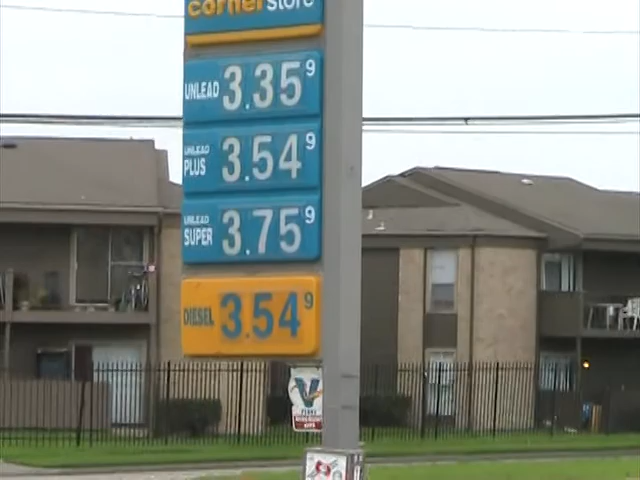 corner store
UNLEAD 3.35 9
UNLEAD PLUS 3.54 9
UNLEAD SUPER 3.75 9
DIESEL 3.54 9
V